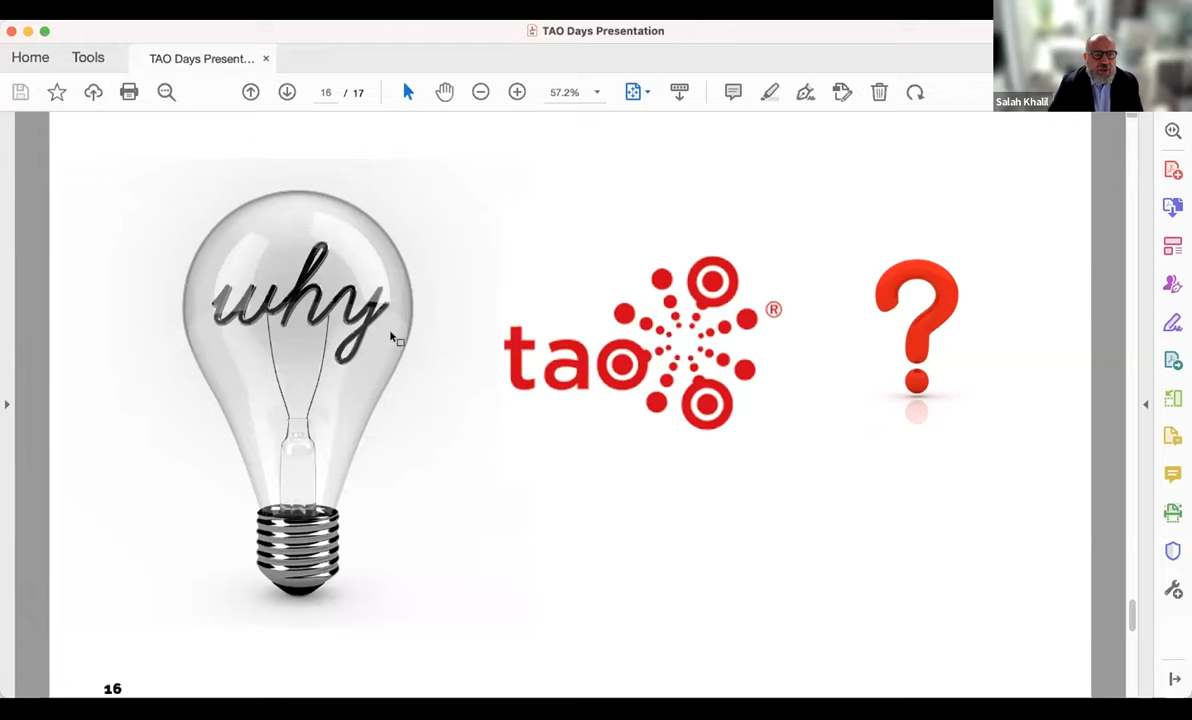 TAO Days Presentation
Home Tools TAO Days Present... ×
16 / 17 57.2%
Salah Khalil
why tao® ?
16